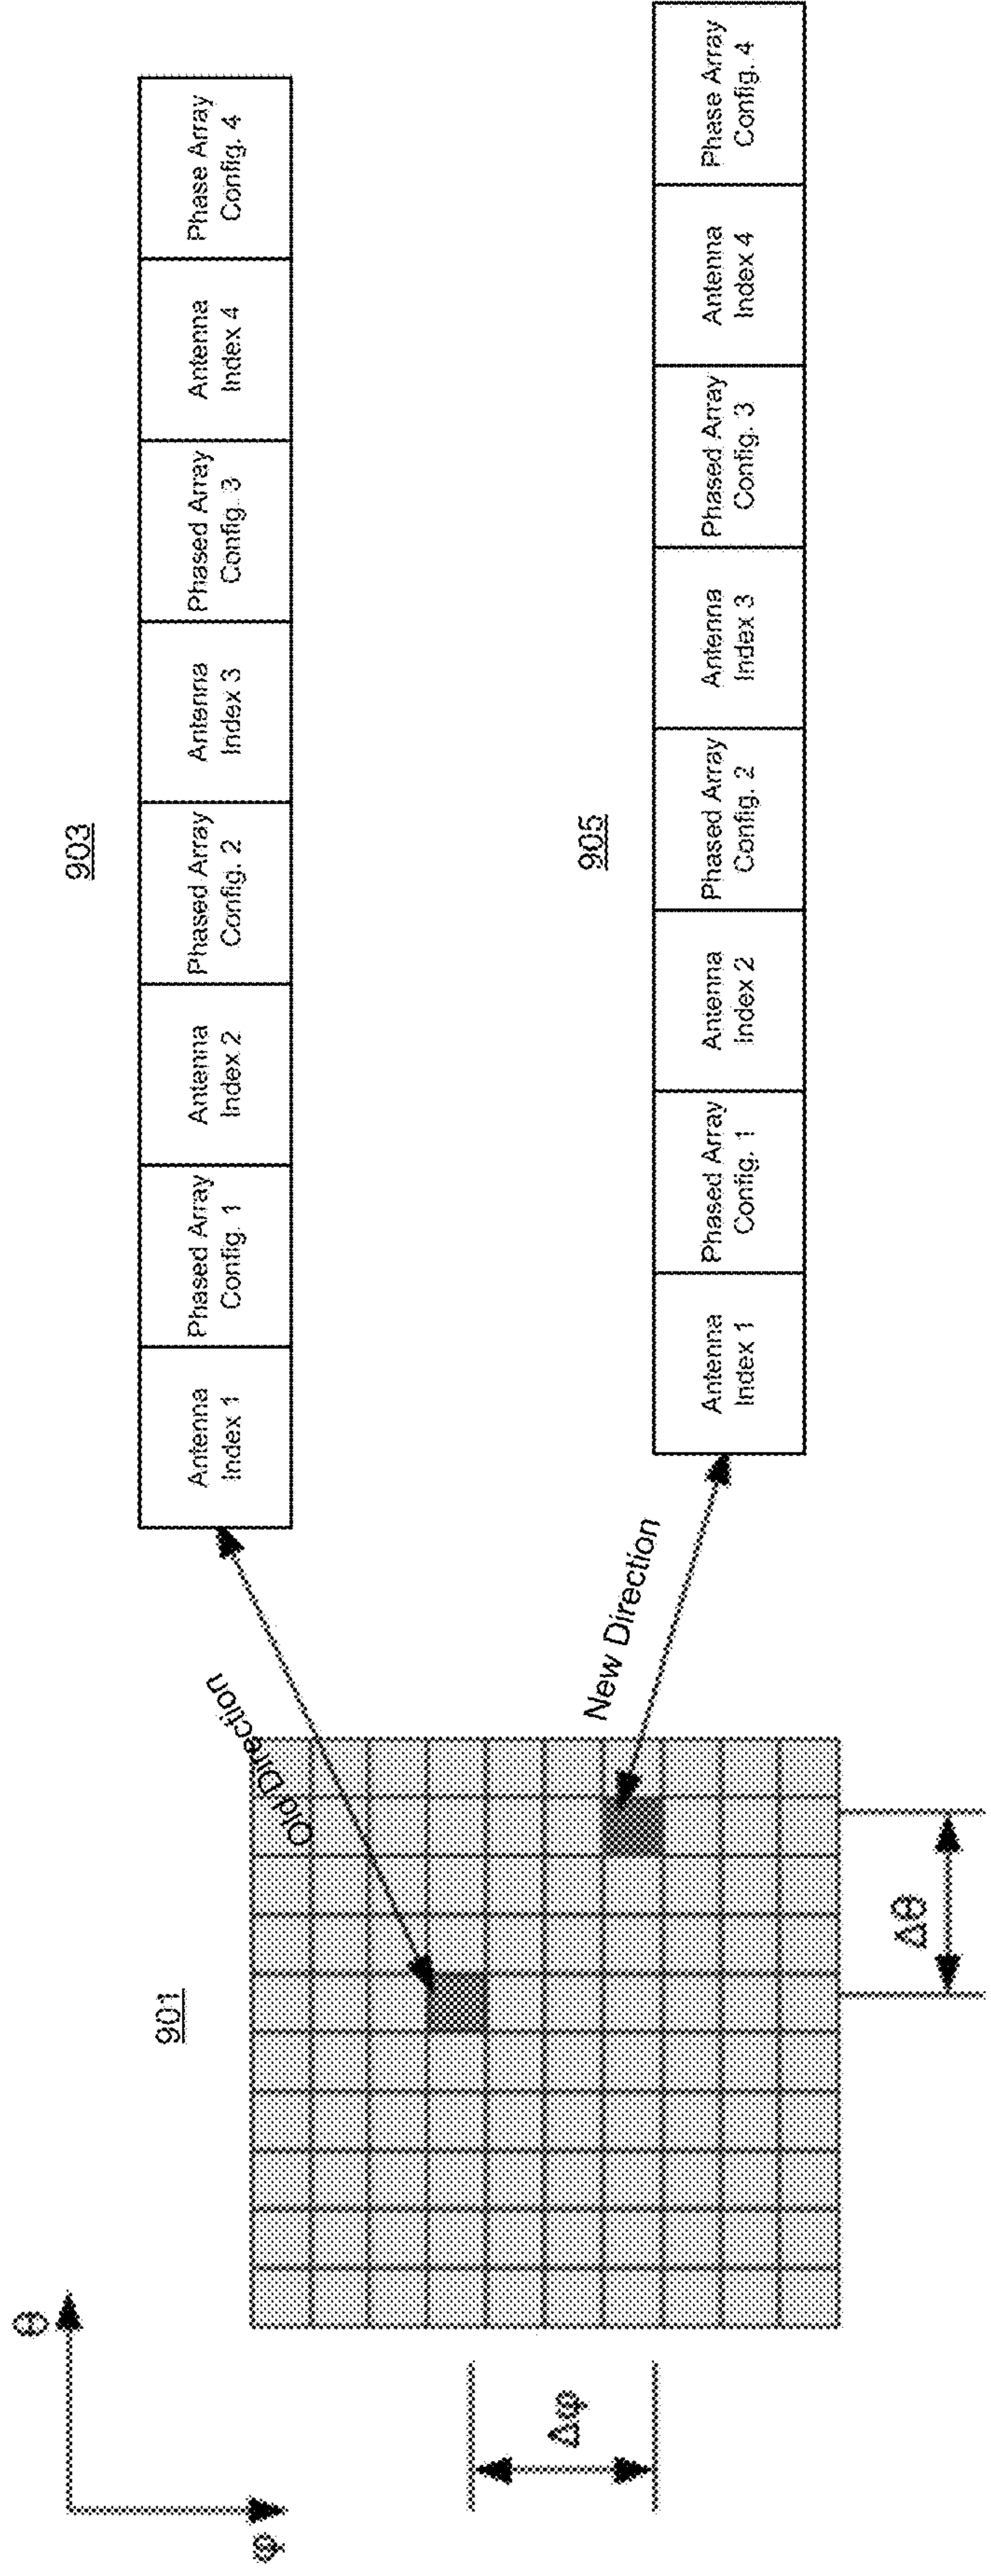 θ
φ
901
Δφ
Δθ
Old Direction
New Direction
903
Antenna
Index 1
Phased Array
Config. 1
Antenna
Index 2
Phased Array
Config. 2
Antenna
Index 3
Phased Array
Config. 3
Antenna
Index 4
Phase Array
Config. 4
905
Antenna
Index 1
Phased Array
Config. 1
Antenna
Index 2
Phased Array
Config. 2
Antenna
Index 3
Phased Array
Config. 3
Antenna
Index 4
Phase Array
Config. 4